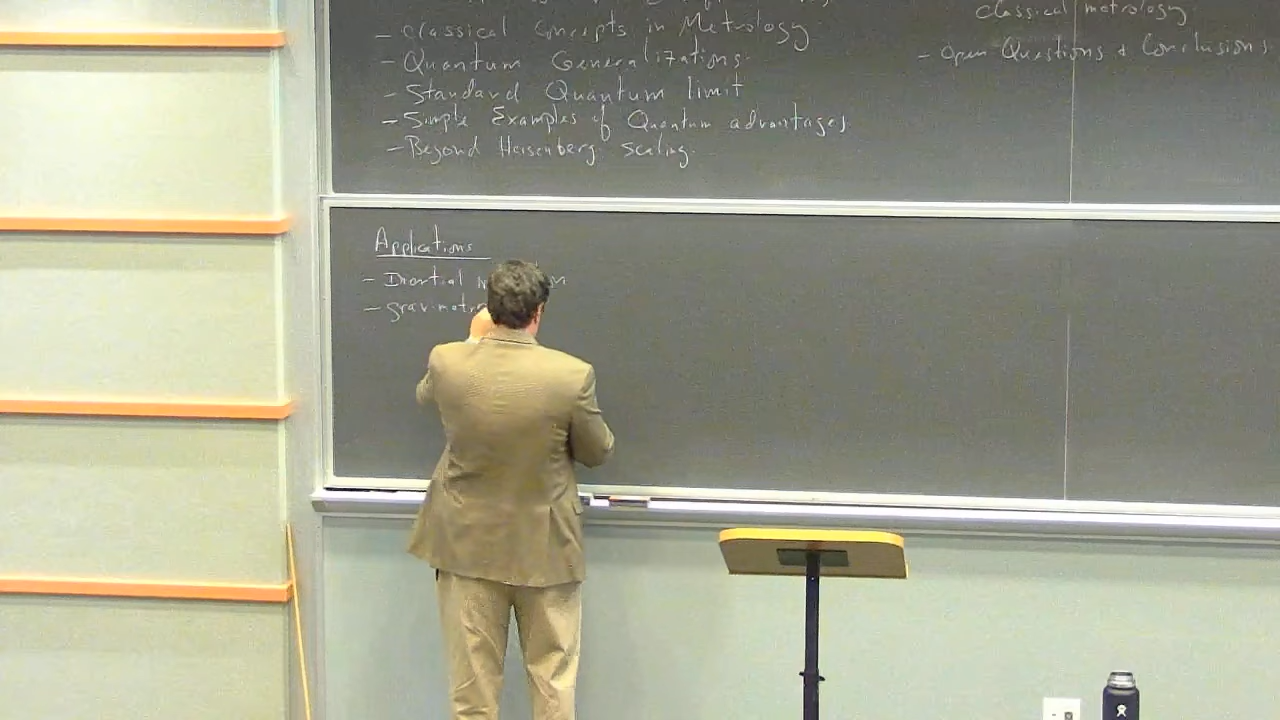 - Classical Concepts in Metrology
- Quantum Generalizations
- Standard Quantum limit
- Simple Examples of Quantum advantages
- Beyond Heisenberg scaling.
classical metrology
- Open Questions + Conclusions
Applications
- Inertial
- gravimetry